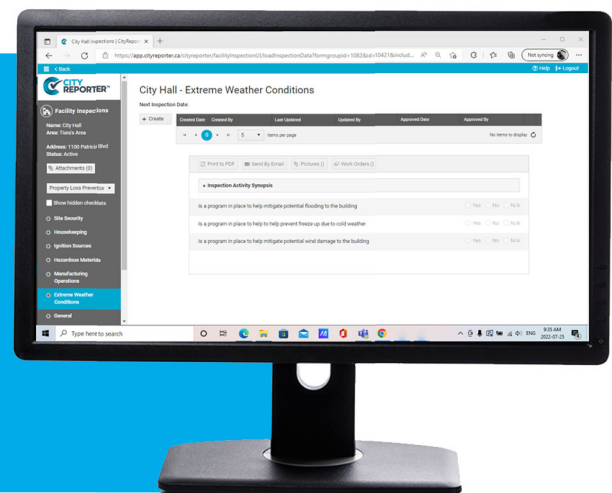 City Hall Inspections | CityRepor
https://app.cityreporter.ca/cityreporter/facilityInspectionUI/loadInspectionData?formgroupid=1082&id=10421&includ...
Not syncing
< Back
Help
Logout
CITY
REPORTER™
Facility Inspections
Name: City Hall
Area: Tiani's Area
Address: 1100 Patricia Blvd
Status: Active
Attachments (0)
Property Loss Preventio
Show hidden checklists
Site Security
Housekeeping
Ignition Sources
Hazardous Materials
Manufacturing
Operations
Extreme Weather
Conditions
General
City Hall - Extreme Weather Conditions
Next Inspection Date:
+ Create
Created Date Created By Last Updated Updated By Approved Date Approved By
0
5
items per page
No items to display
Print to PDF
Send By Email
Pictures ()
Work Orders ()
Inspection Activity Synopsis
Is a program in place to help mitigate potential flooding to the building
Yes No N/A
Is a program in place to help to help prevent freeze up due to cold weather
Yes No N/A
Is a program in place to help mitigate potential wind damage to the building
Yes No N/A
Type here to search
ENG
9:35 AM
2022-07-25